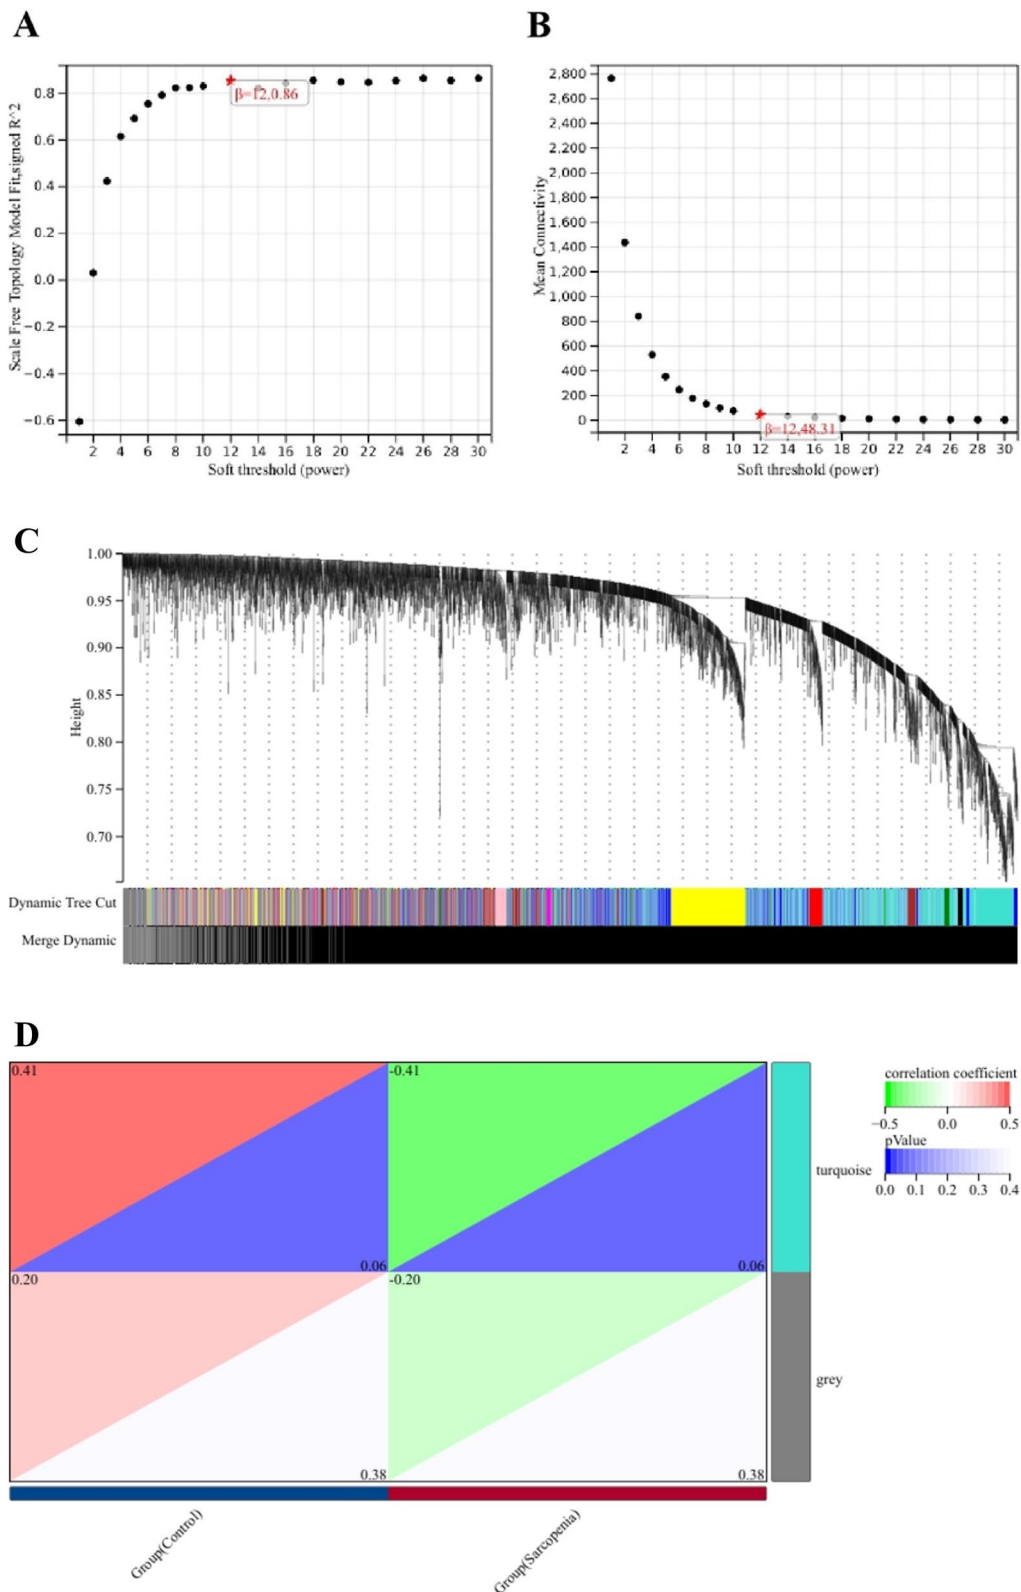 A
Scale Free Topology Model Fit,signed R^2
0.8
0.6
0.4
0.2
0.0
−0.2
−0.4
−0.6
β=12,0.86
2 4 6 8 10 12 14 16 18 20 22 24 26 28 30
Soft threshold (power)
B
Mean Connectivity
2,800
2,600
2,400
2,200
2,000
1,800
1,600
1,400
1,200
1,000
800
600
400
200
0
β=12,48.31
2 4 6 8 10 12 14 16 18 20 22 24 26 28 30
Soft threshold (power)
C
Height
1.00
0.95
0.90
0.85
0.80
0.75
0.70
Dynamic Tree Cut
Merge Dynamic
D
0.41 -0.41
0.06 0.06
0.20 -0.20
0.38 0.38
turquoise
grey
Group(Control)
Group(Sarcopenia)
correlation coefficient
−0.5 0.0 0.5
pValue
0.0 0.1 0.2 0.3 0.4